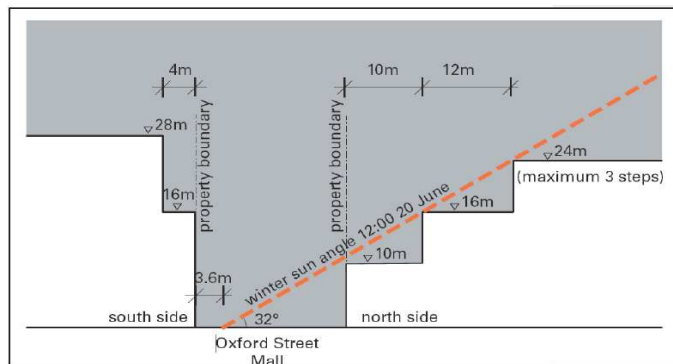 4m
10m
12m
property boundary
property boundary
28m
24m
(maximum 3 steps)
16m
16m
winter sun angle 12:00 20 June
10m
3.6m
32°
south side
north side
Oxford Street
Mall